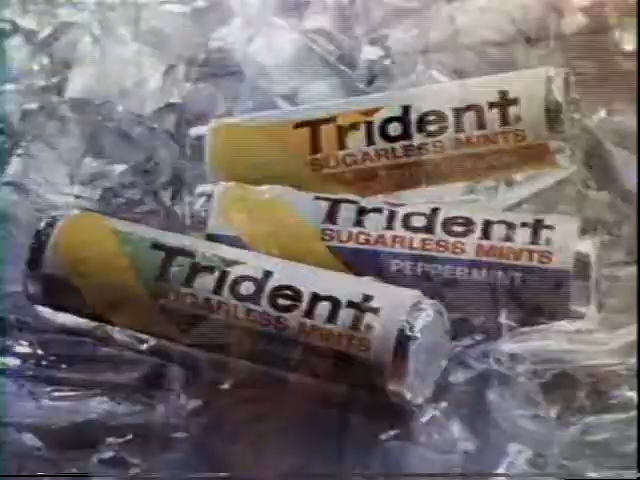 Trident
SUGARLESS MINTS
Trident
SUGARLESS MINTS
PEPPERMINT
Trident
SUGARLESS MINTS